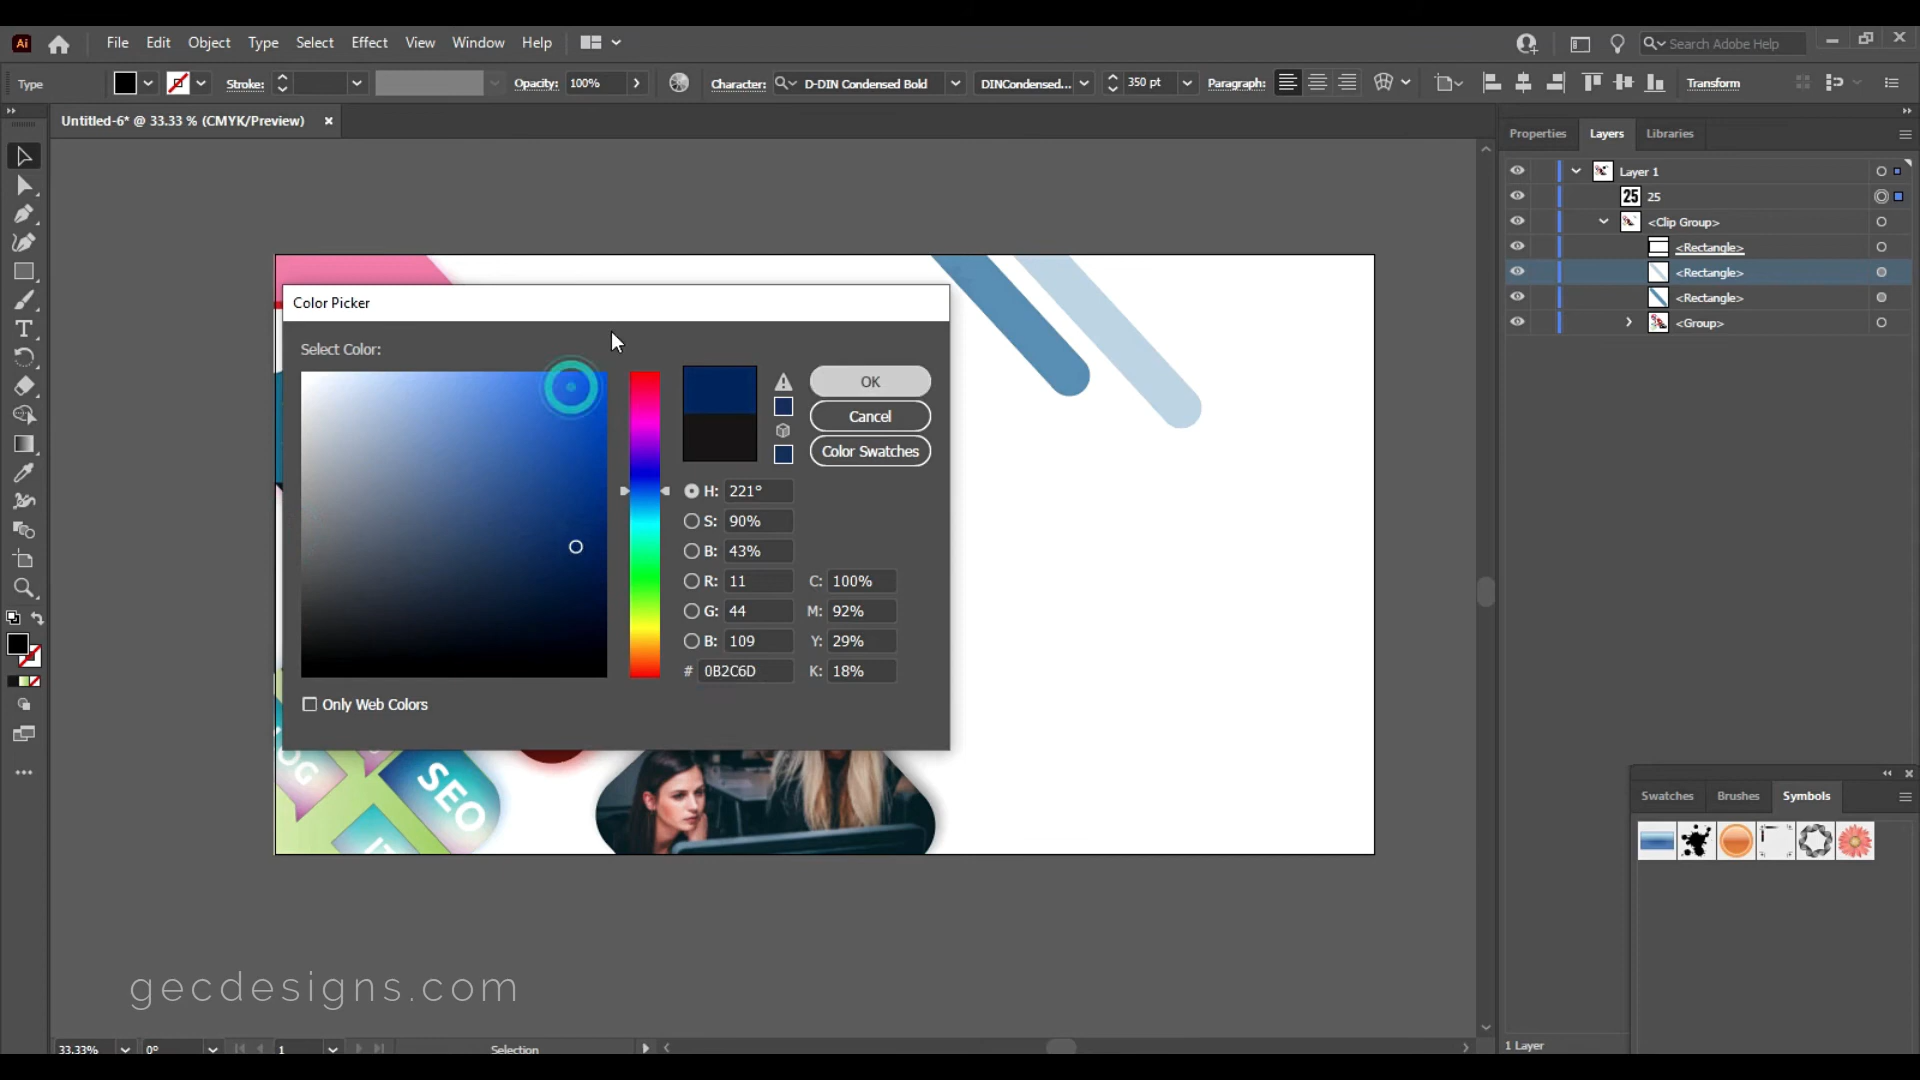 Ai File Edit Object Type Select Effect View Window Help Search Adobe Help
Type Stroke: Opacity: 100% Character: D-DIN Condensed Bold DINCondensed... 350 pt Paragraph: Transform
Untitled-6* @ 33.33 % (CMYK/Preview)
Properties Layers Libraries
Layer 1
25 25
<Clip Group>
<Rectangle>
<Rectangle>
<Rectangle>
<Group>
Color Picker
Select Color:
OK
Cancel
Color Swatches
H: 221°
S: 90%
B: 43%
R: 11 C: 100%
G: 44 M: 92%
B: 109 Y: 29%
# 0B2C6D K: 18%
Only Web Colors
SEO
Swatches Brushes Symbols
gecdesigns.com
33.33% 0° 1 Selection
1 Layer